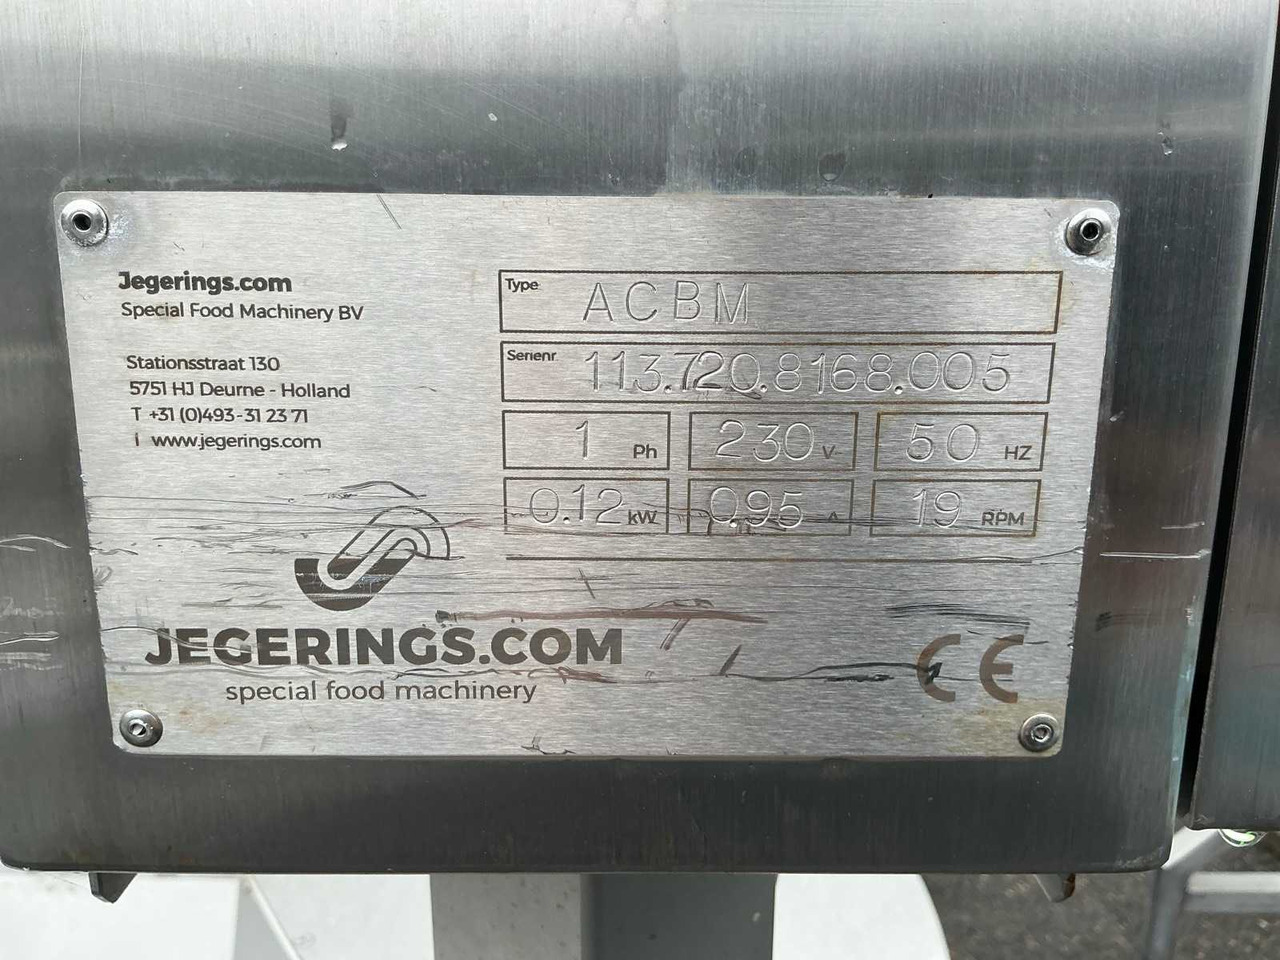 Jegerings.com
Special Food Machinery BV
Stationsstraat 130
5751 HJ Deurne - Holland
T +31 (0)493-31 23 71
I www.jegerings.com
Type ACBM
Serienr. 113.720.8168.005
1 Ph 230 V 50 HZ
0.12 kW 0.95 A 19 RPM
JEGERINGS.COM
special food machinery
CE